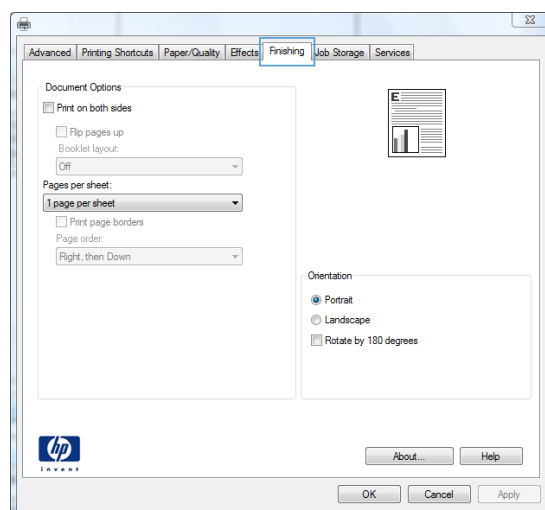 Advanced Printing Shortcuts Paper/Quality Effects Finishing Job Storage Services
Document Options
Print on both sides
Flip pages up
Booklet layout:
Off
Pages per sheet:
1 page per sheet
Print page borders
Page order:
Right, then Down
E
Orientation
Portrait
Landscape
Rotate by 180 degrees
hp
invent
About... Help
OK Cancel Apply